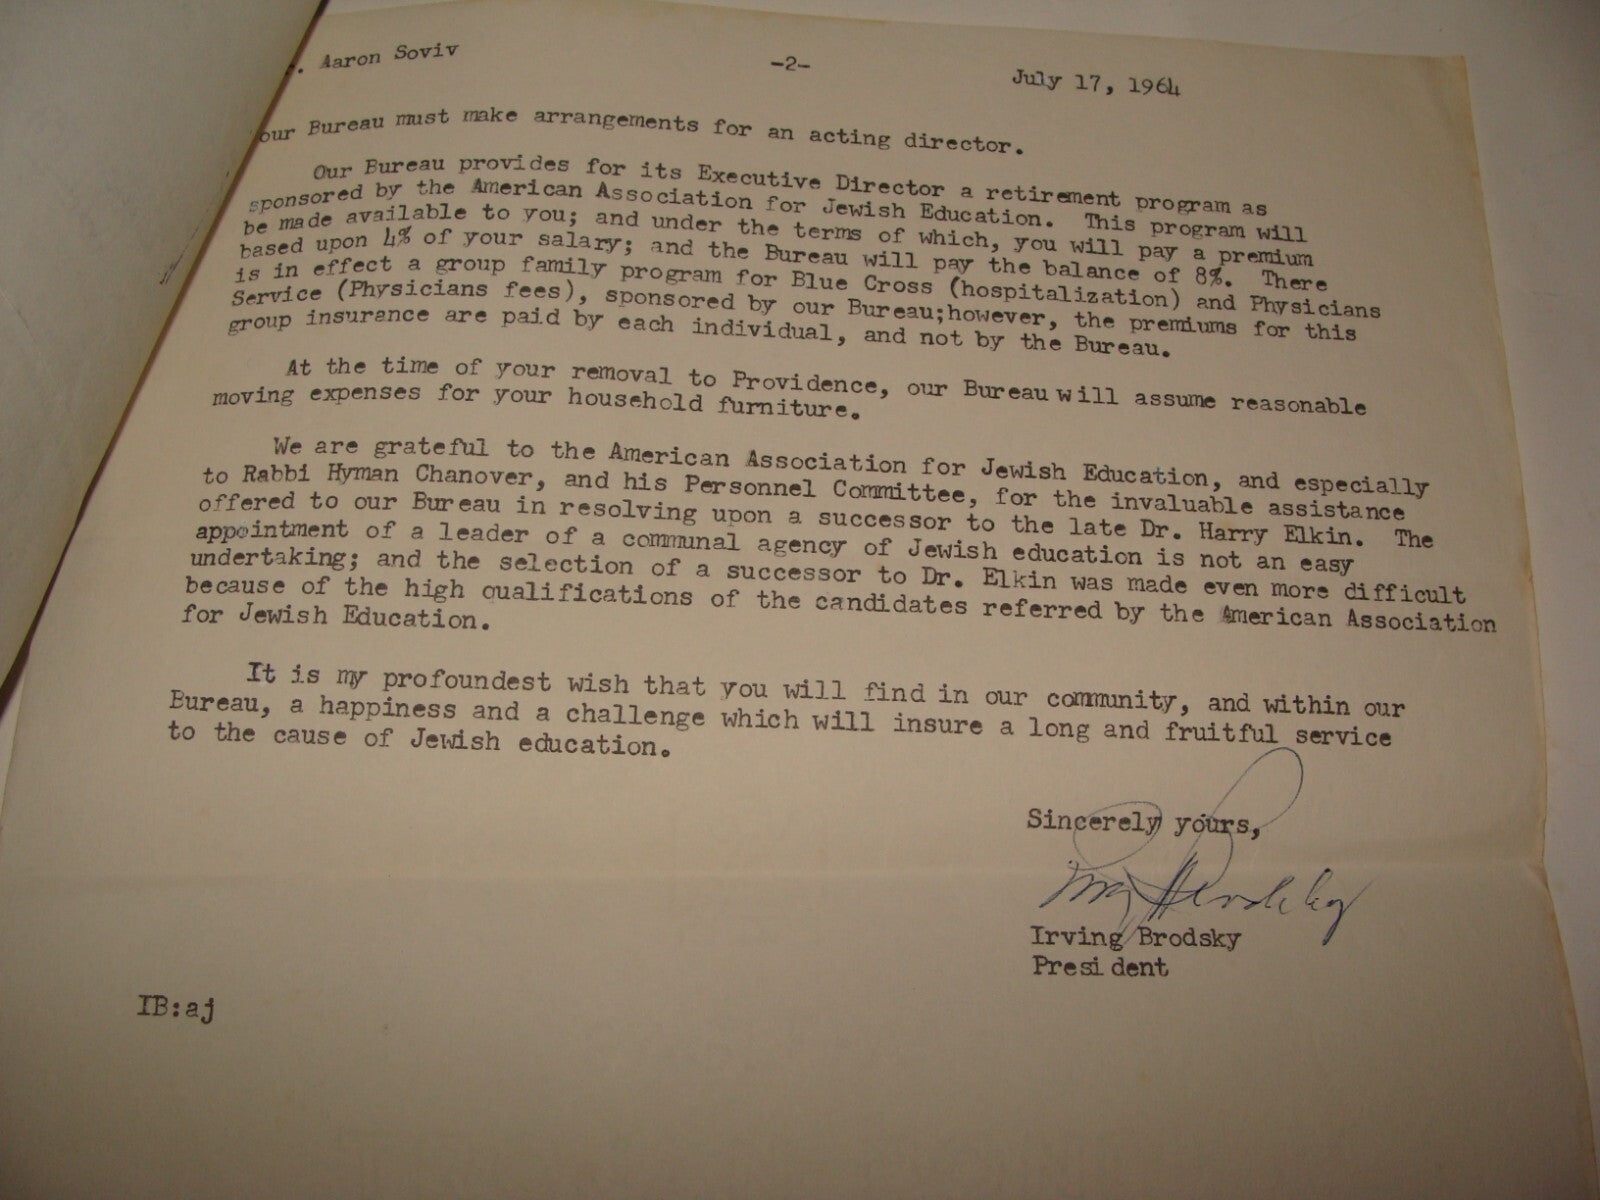 . Aaron Soviv -2- July 17, 1964
our Bureau must make arrangements for an acting director.
Our Bureau provides for its Executive Director a retirement program as
sponsored by the American Association for Jewish Education. This program will
be made available to you; and under the terms of which, you will pay a premium
based upon 4% of your salary; and the Bureau will pay the balance of 8%. There
is in effect a group family program for Blue Cross (hospitalization) and Physicians
Service (Physicians fees), sponsored by our Bureau;however, the premiums for this
group insurance are paid by each individual, and not by the Bureau.
At the time of your removal to Providence, our Bureau will assume reasonable
moving expenses for your household furniture.
We are grateful to the American Association for Jewish Education, and especially
to Rabbi Hyman Chanover, and his Personnel Committee, for the invaluable assistance
offered to our Bureau in resolving upon a successor to the late Dr. Harry Elkin. The
appointment of a leader of a communal agency of Jewish education is not an easy
undertaking; and the selection of a successor to Dr. Elkin was made even more difficult
because of the high qualifications of the candidates referred by the American Association
for Jewish Education.
It is my profoundest wish that you will find in our community, and within our
Bureau, a happiness and a challenge which will insure a long and fruitful service
to the cause of Jewish education.
Sincerely yours,
Irving Brodsky
Irving Brodsky
President
IB:aj